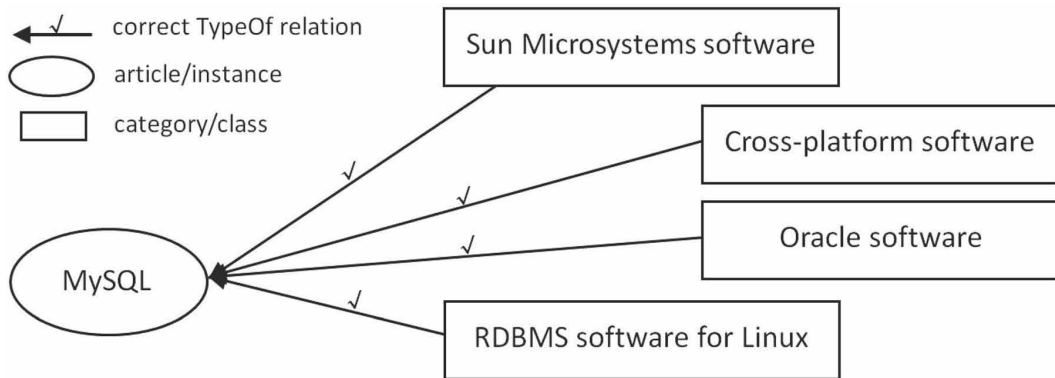 √
correct TypeOf relation
article/instance
category/class
Sun Microsystems software
√
Cross-platform software
√
Oracle software
√
MySQL
√
RDBMS software for Linux